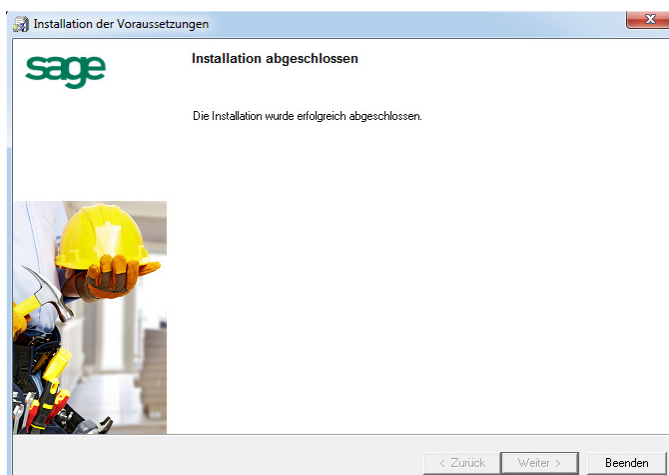 Installation der Voraussetzungen
sage
Installation abgeschlossen
Die Installation wurde erfolgreich abgeschlossen.
< Zurück
Weiter >
Beenden